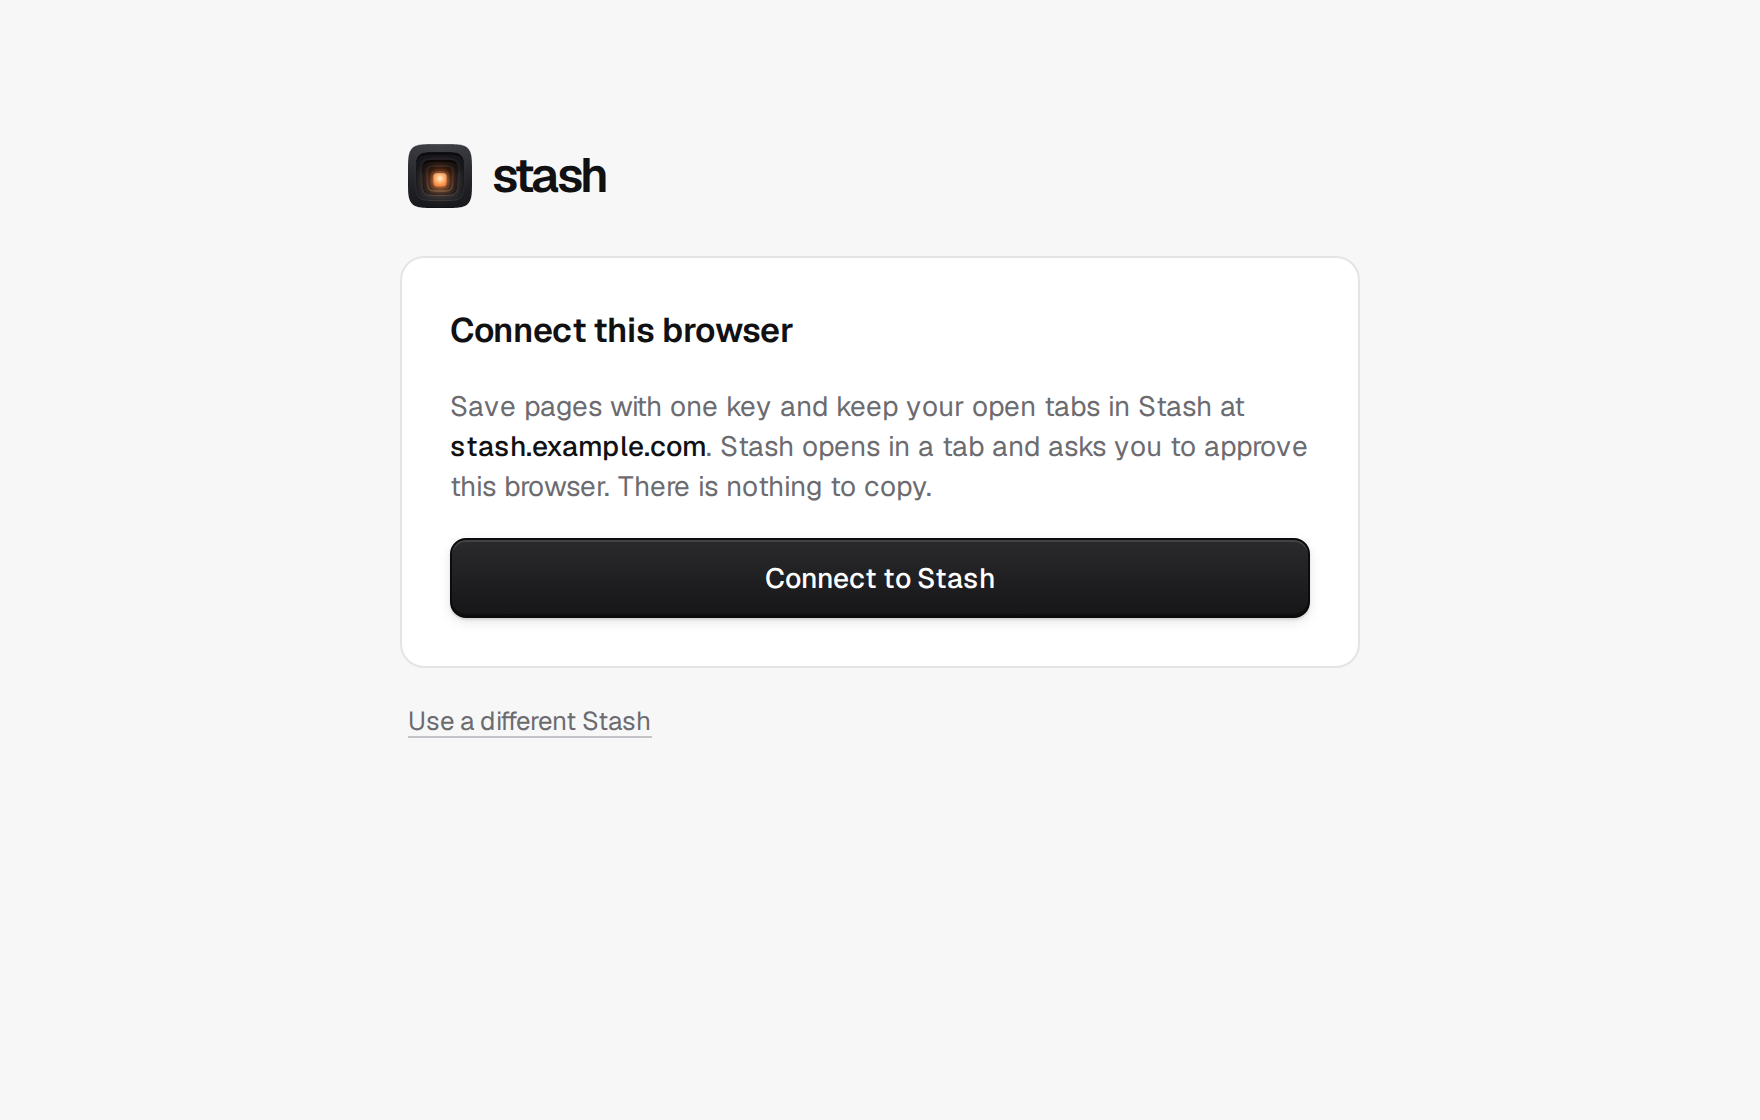 stash
Connect this browser
Save pages with one key and keep your open tabs in Stash at
stash.example.com. Stash opens in a tab and asks you to approve
this browser. There is nothing to copy.
Connect to Stash
Use a different Stash